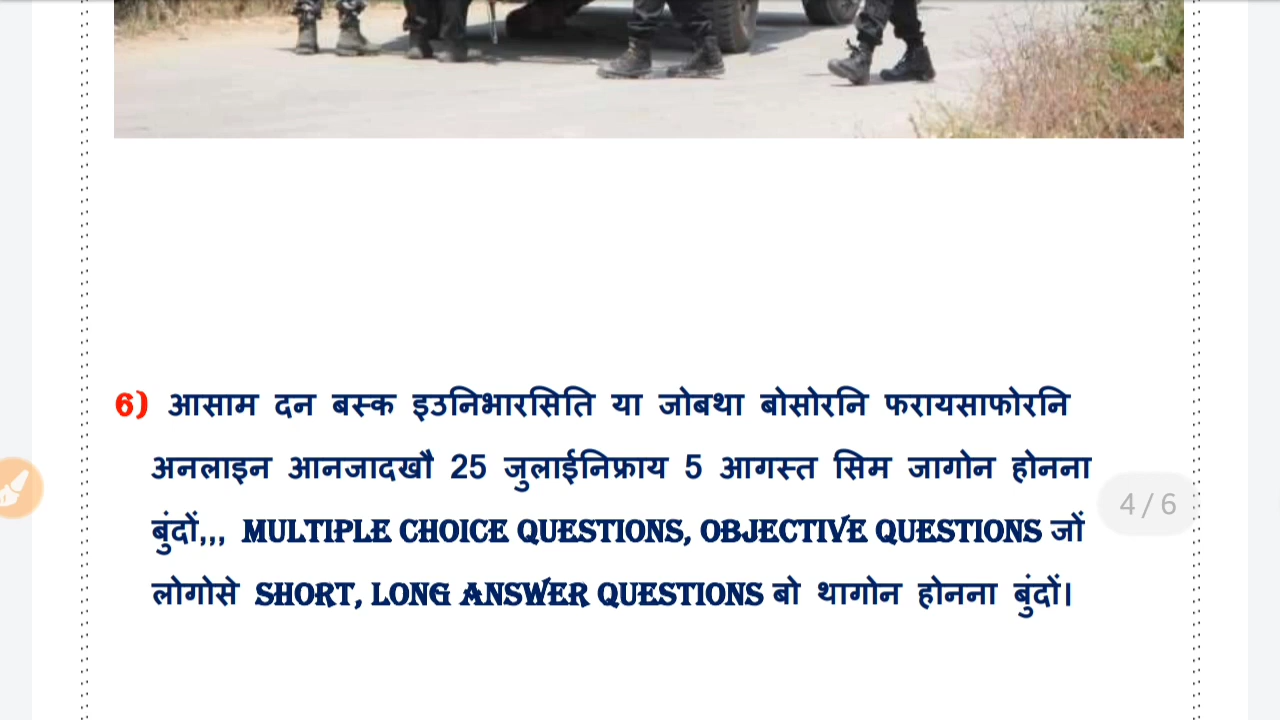 6) आसाम दन बस्क इउनिभारसिति या जोबथा बोसोरनि फरायसाफोरनि
अनलाइन आनजादखौ 25 जुलाईनिफ्राय 5 आगस्त सिम जागोन होनना
बुंदों,,, MULTIPLE CHOICE QUESTIONS, OBJECTIVE QUESTIONS जों
4/6
लोगोसे SHORT, LONG ANSWER QUESTIONS बो थागोन होनना बुंदों।